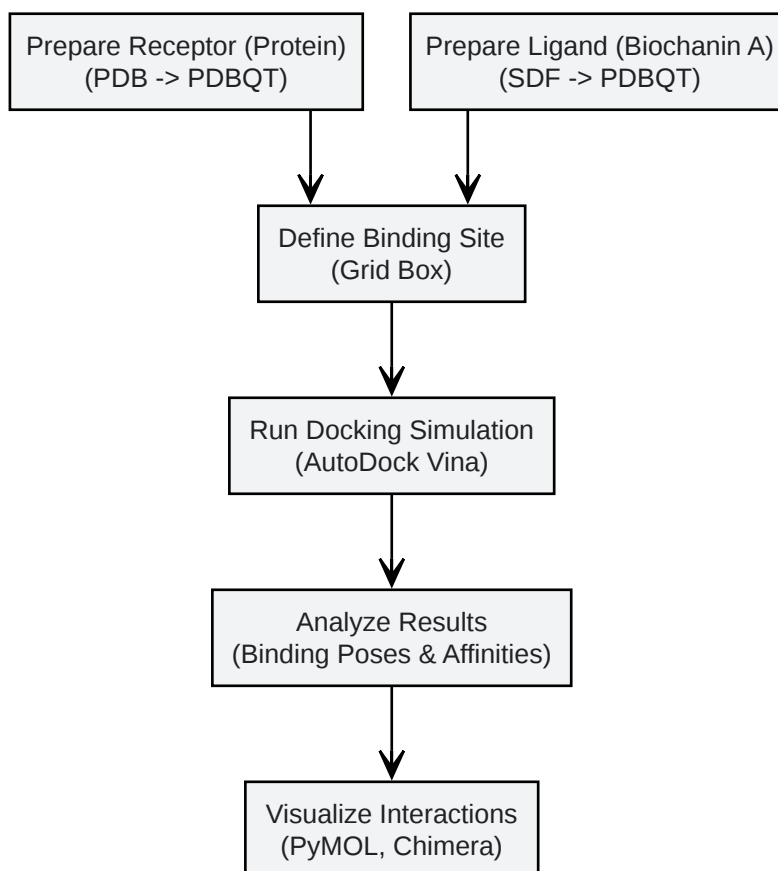 Prepare Receptor (Protein)
(PDB -> PDBQT)
Prepare Ligand (Biochanin A)
(SDF -> PDBQT)
Define Binding Site
(Grid Box)
Run Docking Simulation
(AutoDock Vina)
Analyze Results
(Binding Poses & Affinities)
Visualize Interactions
(PyMOL, Chimera)